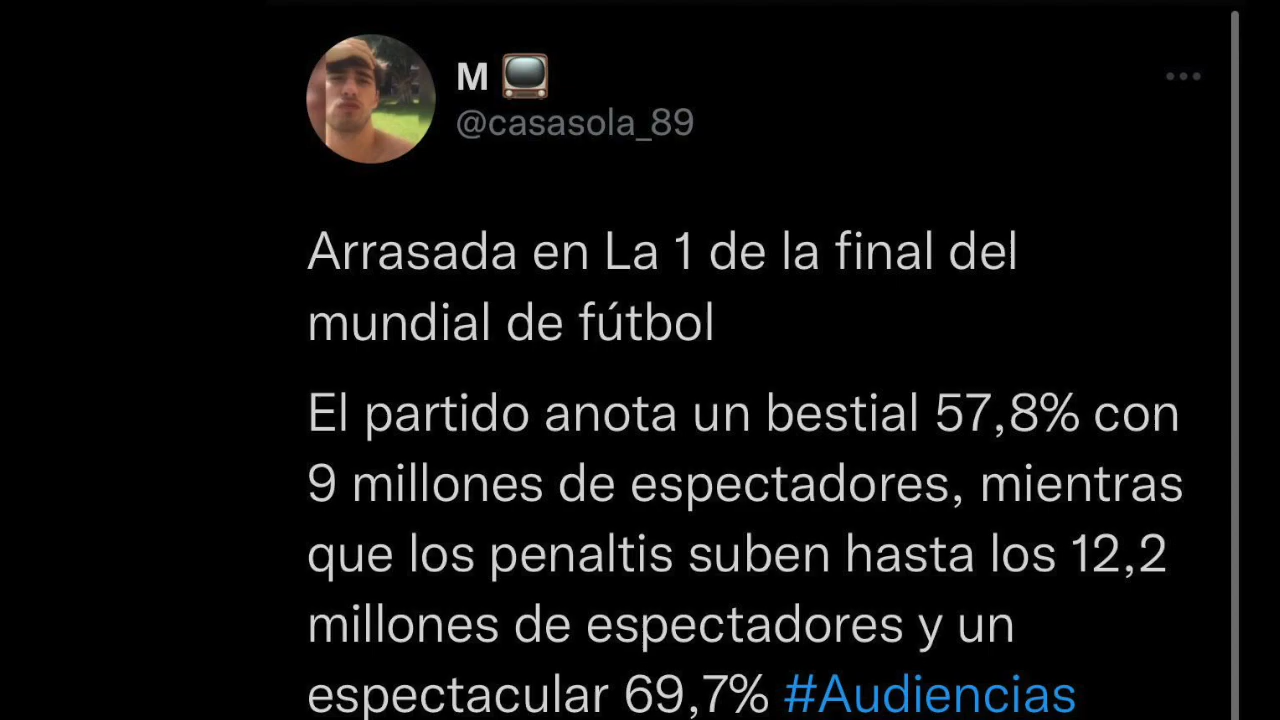 M
@casasola_89
Arrasada en La 1 de la final del
mundial de fútbol
El partido anota un bestial 57,8% con
9 millones de espectadores, mientras
que los penaltis suben hasta los 12,2
millones de espectadores y un
espectacular 69,7% #Audiencias